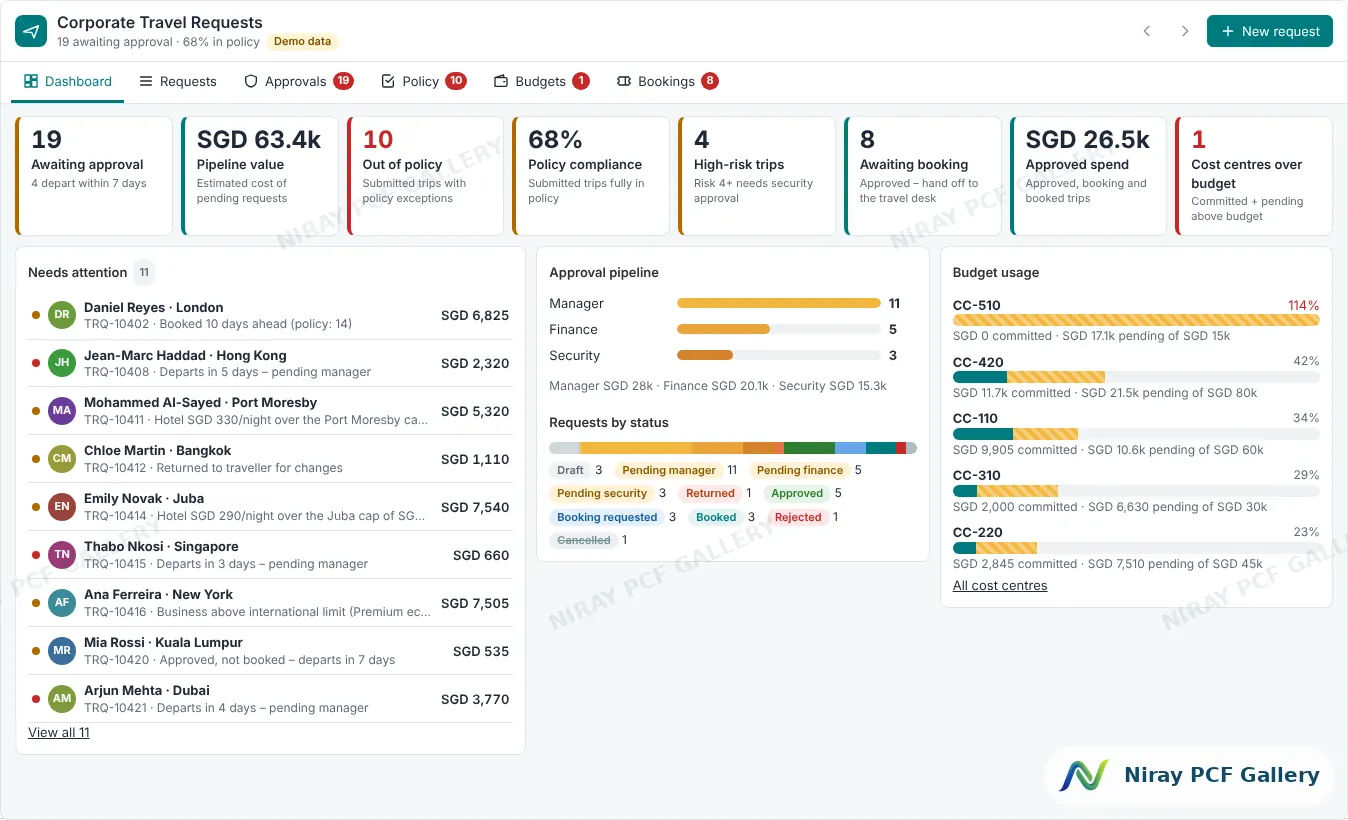 Corporate Travel Requests
19 awaiting approval · 68% in policy Demo data
New request
Dashboard
Requests
Approvals 19
Policy 10
Budgets 1
Bookings 8
19
Awaiting approval
4 depart within 7 days
SGD 63.4k
Pipeline value
Estimated cost of
pending requests
10
Out of policy
Submitted trips with
policy exceptions
68%
Policy compliance
Submitted trips fully in
policy
4
High-risk trips
Risk 4+ needs security
approval
8
Awaiting booking
Approved – hand off to
the travel desk
SGD 26.5k
Approved spend
Approved, booking and
booked trips
1
Cost centres over
budget
Committed + pending
above budget
Needs attention 11
DR
Daniel Reyes · London
TRQ-10402 · Booked 10 days ahead (policy: 14)
SGD 6,825
JH
Jean-Marc Haddad · Hong Kong
TRQ-10408 · Departs in 5 days – pending manager
SGD 2,320
MA
Mohammed Al-Sayed · Port Moresby
TRQ-10411 · Hotel SGD 330/night over the Port Moresby ca...
SGD 5,320
CM
Chloe Martin · Bangkok
TRQ-10412 · Returned to traveller for changes
SGD 1,110
EN
Emily Novak · Juba
TRQ-10414 · Hotel SGD 290/night over the Juba cap of SG...
SGD 7,540
TN
Thabo Nkosi · Singapore
TRQ-10415 · Departs in 3 days – pending manager
SGD 660
AF
Ana Ferreira · New York
TRQ-10416 · Business above international limit (Premium ec...
SGD 7,505
MR
Mia Rossi · Kuala Lumpur
TRQ-10420 · Approved, not booked – departs in 7 days
SGD 535
AM
Arjun Mehta · Dubai
TRQ-10421 · Departs in 4 days – pending manager
SGD 3,770
View all 11
Approval pipeline
Manager 11
Finance 5
Security 3
Manager SGD 28k · Finance SGD 20.1k · Security SGD 15.3k
Requests by status
Draft 3 Pending manager 11 Pending finance 5
Pending security 3 Returned 1 Approved 5
Booking requested 3 Booked 3 Rejected 1
Cancelled 1
Budget usage
CC-510 114%
SGD 0 committed · SGD 17.1k pending of SGD 15k
CC-420 42%
SGD 11.7k committed · SGD 21.5k pending of SGD 80k
CC-110 34%
SGD 9,905 committed · SGD 10.6k pending of SGD 60k
CC-310 29%
SGD 2,000 committed · SGD 6,630 pending of SGD 30k
CC-220 23%
SGD 2,845 committed · SGD 7,510 pending of SGD 45k
All cost centres
NIRAY PCF GALLERY
NIRAY PCF GALLERY
PCF GALLERY
NIRAY PCF GALLERY
NIRAY PCF GALLERY
Niray PCF Gallery